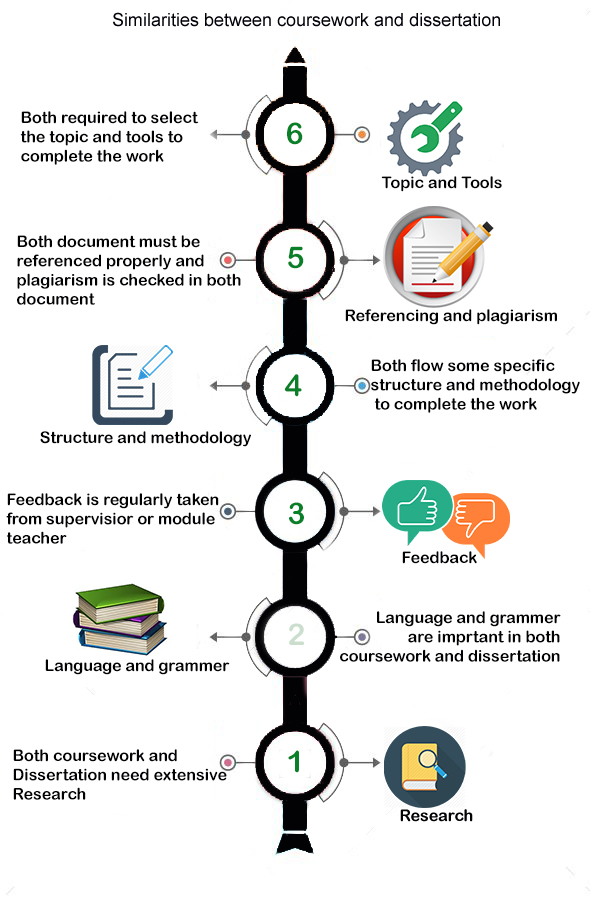 Similarities between coursework and dissertation
Both required to select
the topic and tools to
complete the work
6
Topic and Tools
Both document must be
referenced properly and
plagiarism is checked in both
document
5
Referencing and plagiarism
4
Both flow some specific
structure and methodology
to complete the work
Structure and methodology
Feedback is regularly taken
from supervisior or module
teacher
3
Feedback
2
Language and grammer
are imprtant in both
coursework and dissertation
Language and grammer
Both coursework and
Dissertation need extensive
Research
1
Research